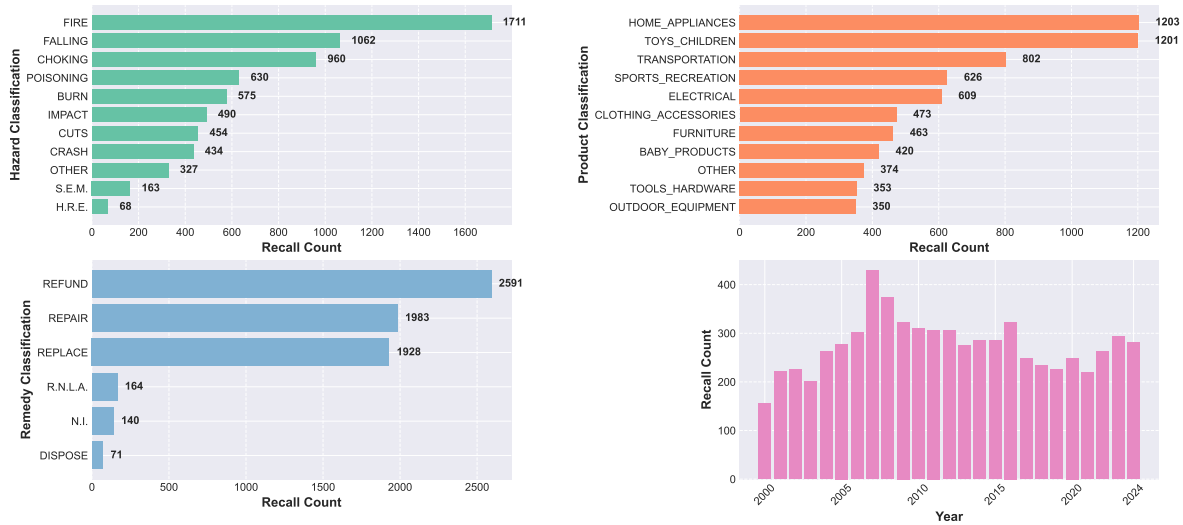 Hazard Classification
FIRE 1711
FALLING 1062
CHOKING 960
POISONING 630
BURN 575
IMPACT 490
CUTS 454
CRASH 434
OTHER 327
S.E.M. 163
H.R.E. 68
0 200 400 600 800 1000 1200 1400 1600
Recall Count
Product Classification
HOME_APPLIANCES 1203
TOYS_CHILDREN 1201
TRANSPORTATION 802
SPORTS_RECREATION 626
ELECTRICAL 609
CLOTHING_ACCESSORIES 473
FURNITURE 463
BABY_PRODUCTS 420
OTHER 374
TOOLS_HARDWARE 353
OUTDOOR_EQUIPMENT 350
0 200 400 600 800 1000 1200
Recall Count
Remedy Classification
REFUND 2591
REPAIR 1983
REPLACE 1928
R.N.L.A. 164
N.I. 140
DISPOSE 71
0 500 1000 1500 2000 2500
Recall Count
Recall Count
400
300
200
100
0
2000 2005 2010 2015 2020 2024
Year